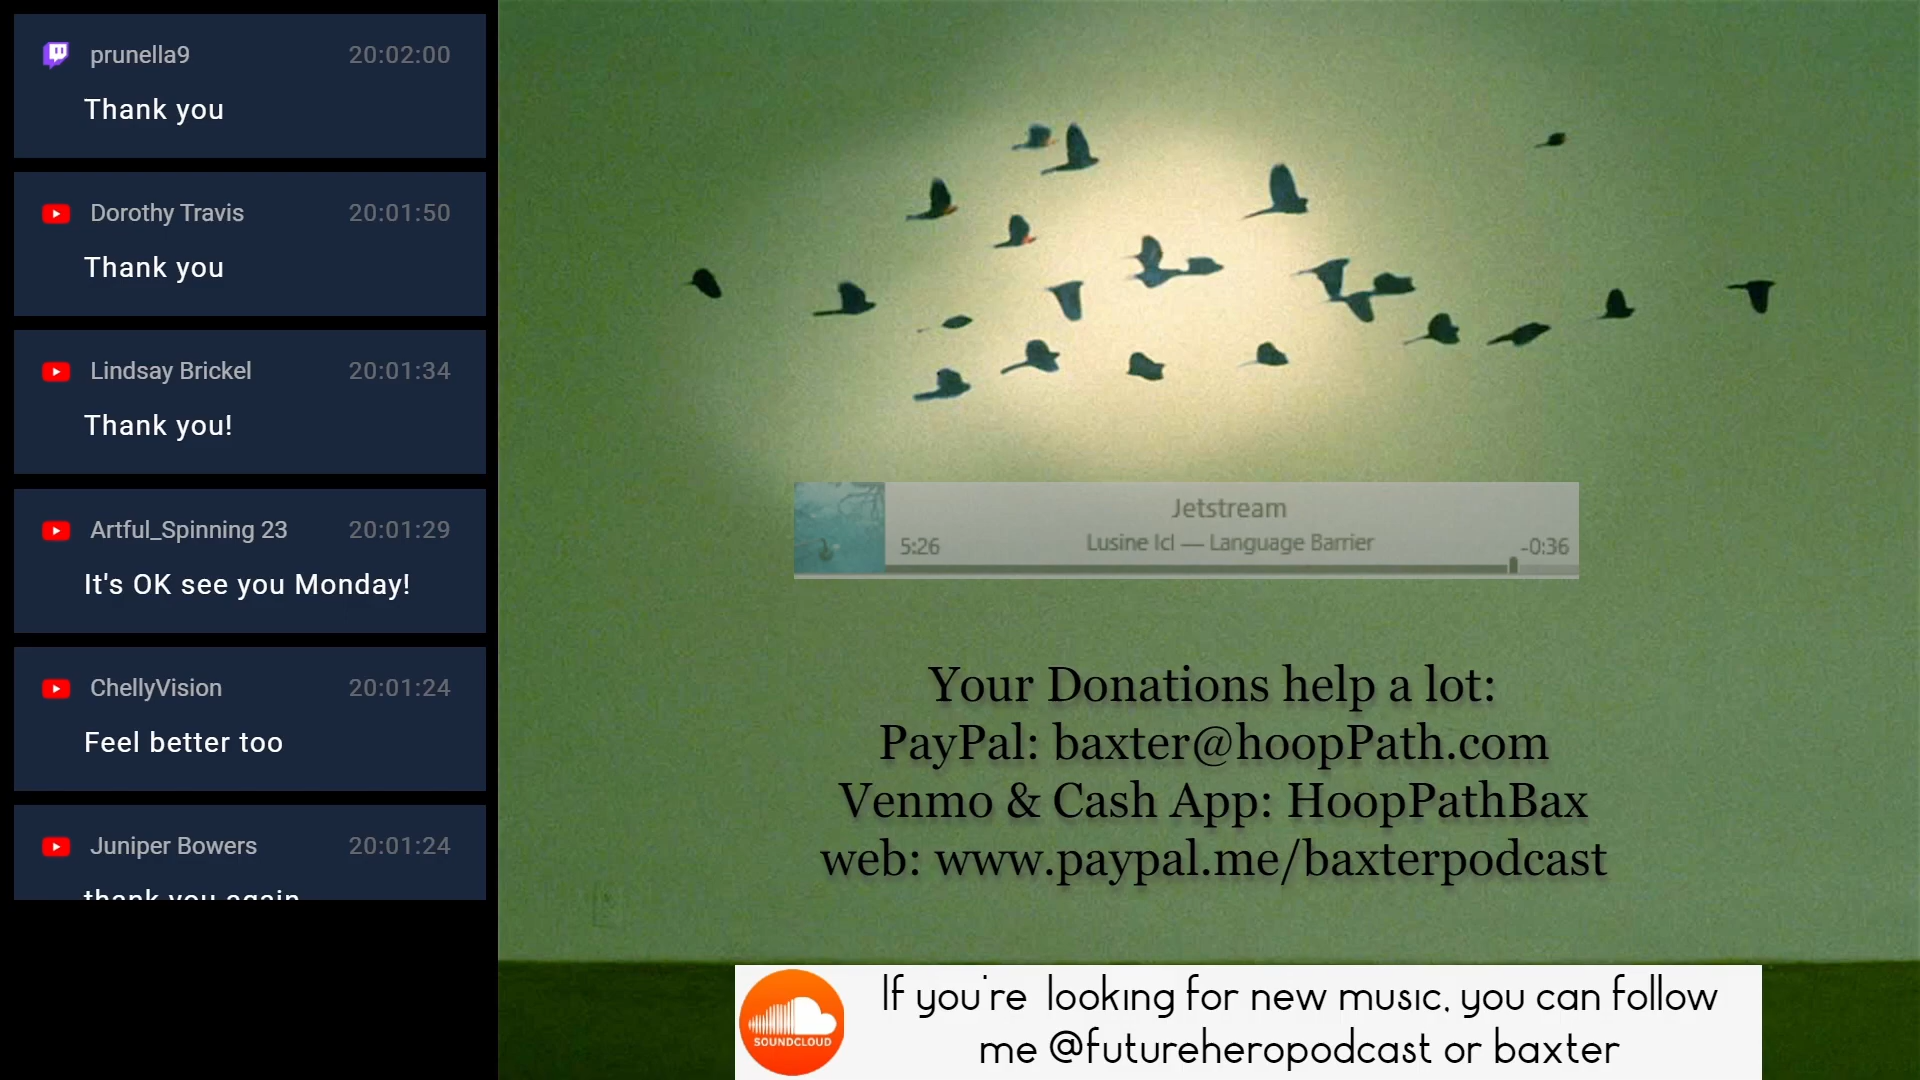 prunella9 20:02:00
Thank you
Dorothy Travis 20:01:50
Thank you
Lindsay Brickel 20:01:34
Thank you!
Artful_Spinning 23 20:01:29
It's OK see you Monday!
ChellyVision 20:01:24
Feel better too
Juniper Bowers 20:01:24
thank you again
Jetstream
5:26 Lusine Icl — Language Barrier -0:36
Your Donations help a lot:
PayPal: baxter@hoopPath.com
Venmo & Cash App: HoopPathBax
web: www.paypal.me/baxterpodcast
SOUNDCLOUD
If you're looking for new music, you can follow
me @futureheropodcast or baxter